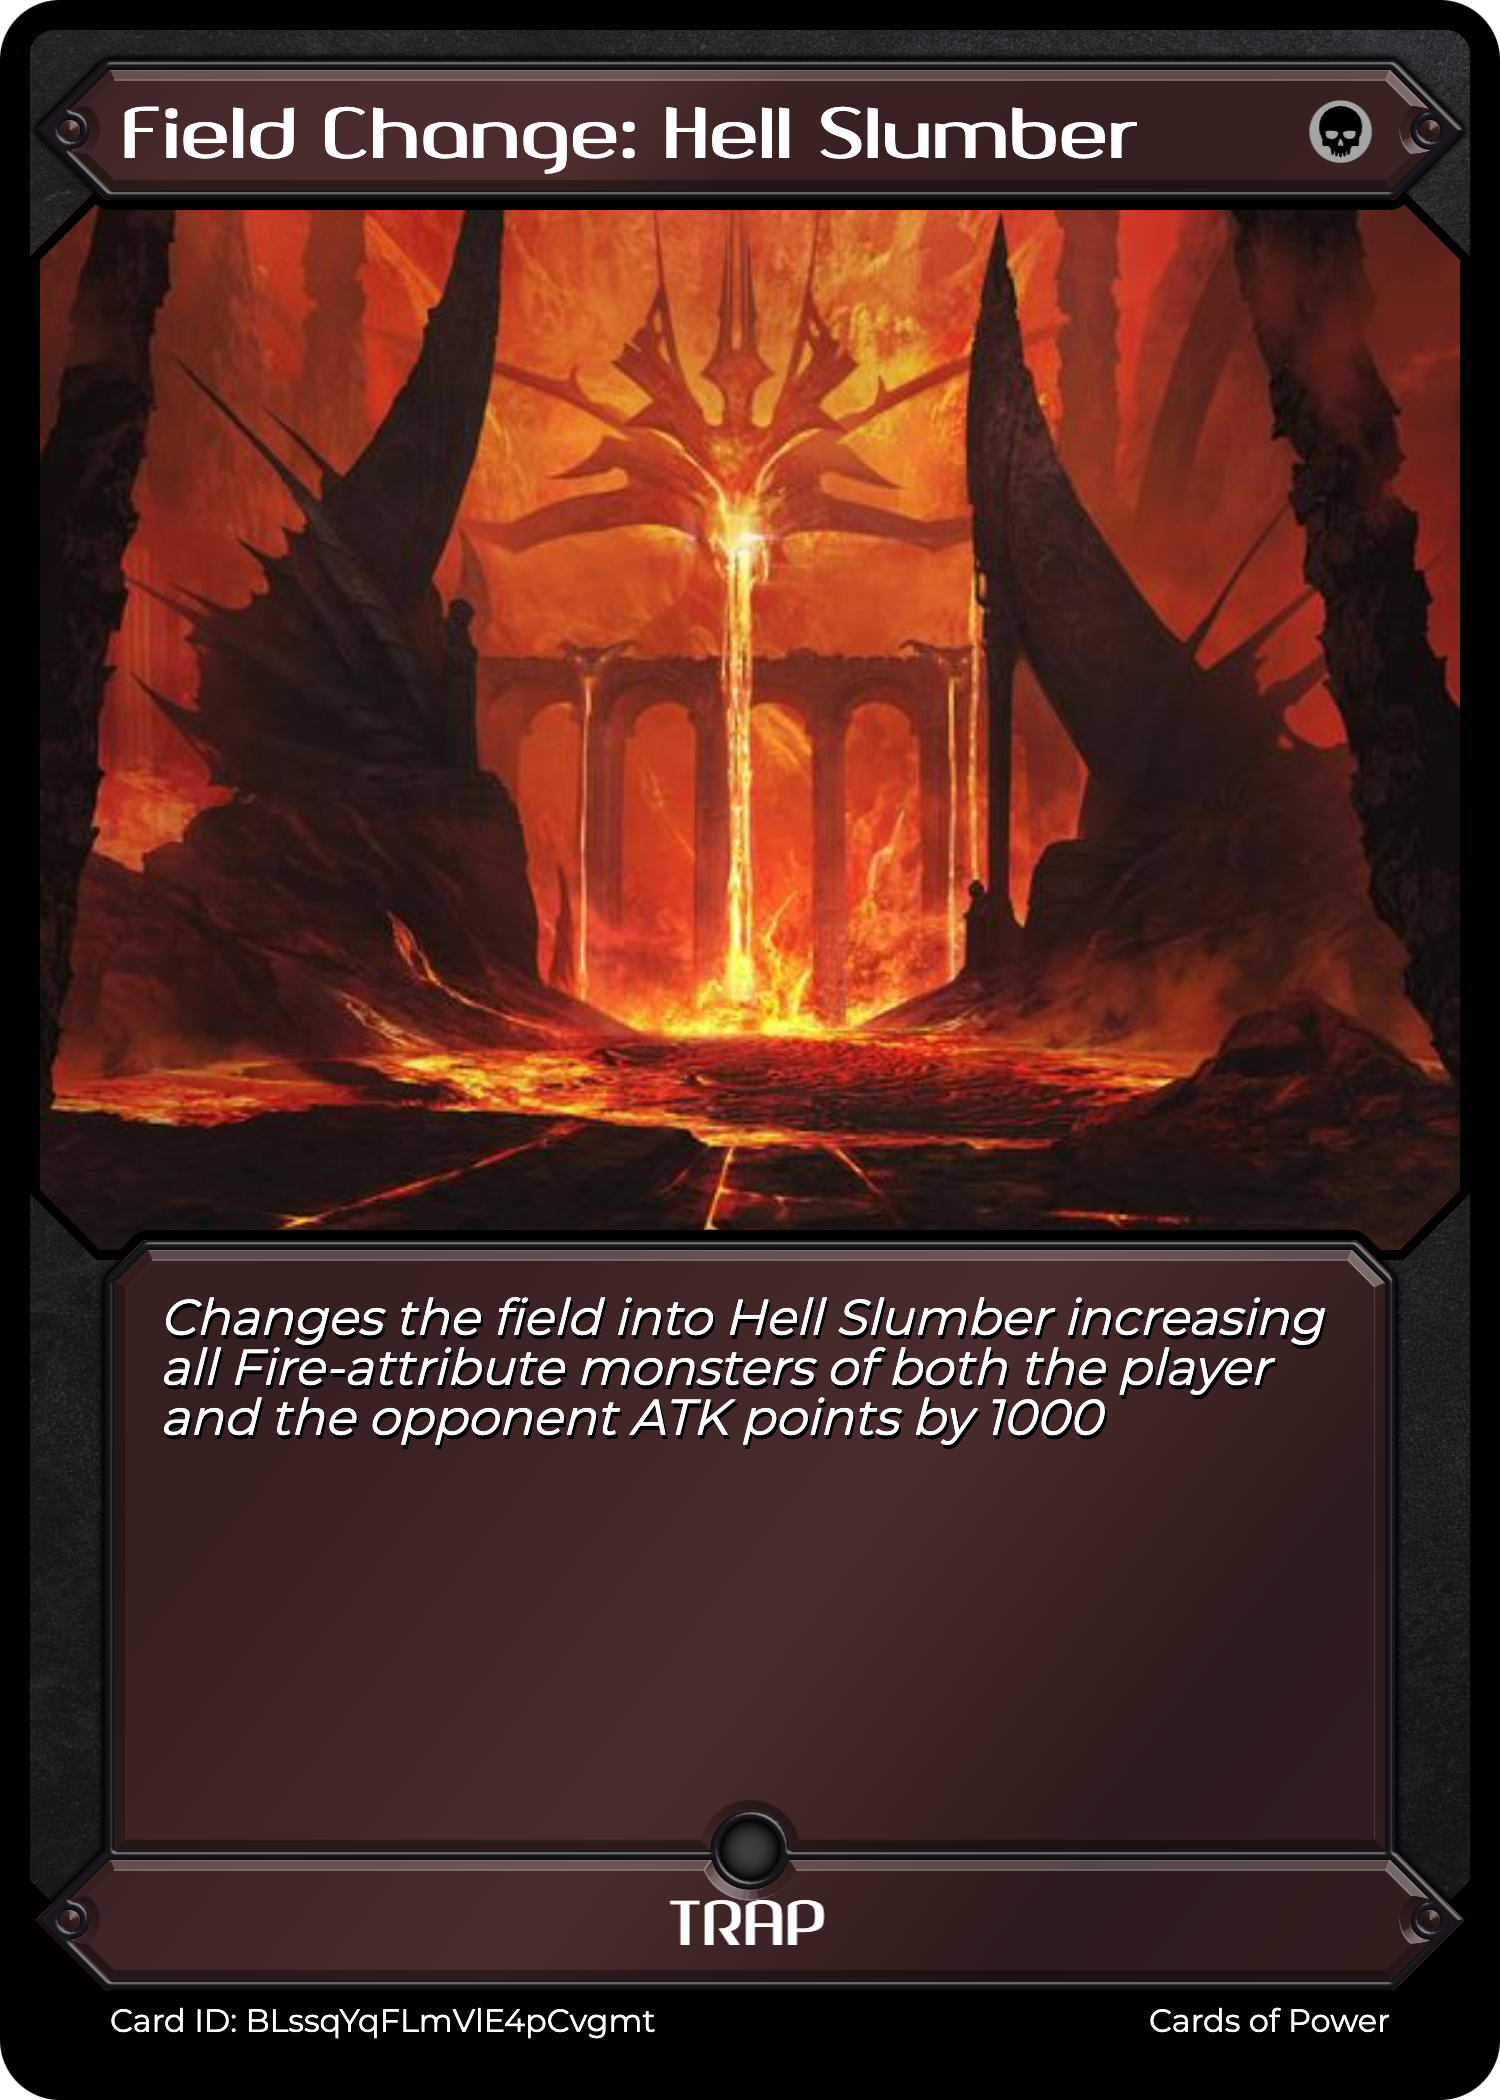 Field Change: Hell Slumber
Changes the field into Hell Slumber increasing
all Fire-attribute monsters of both the player
and the opponent ATK points by 1000
TRAP
Card ID: BLssqYqFLmVlE4pCvgmt
Cards of Power